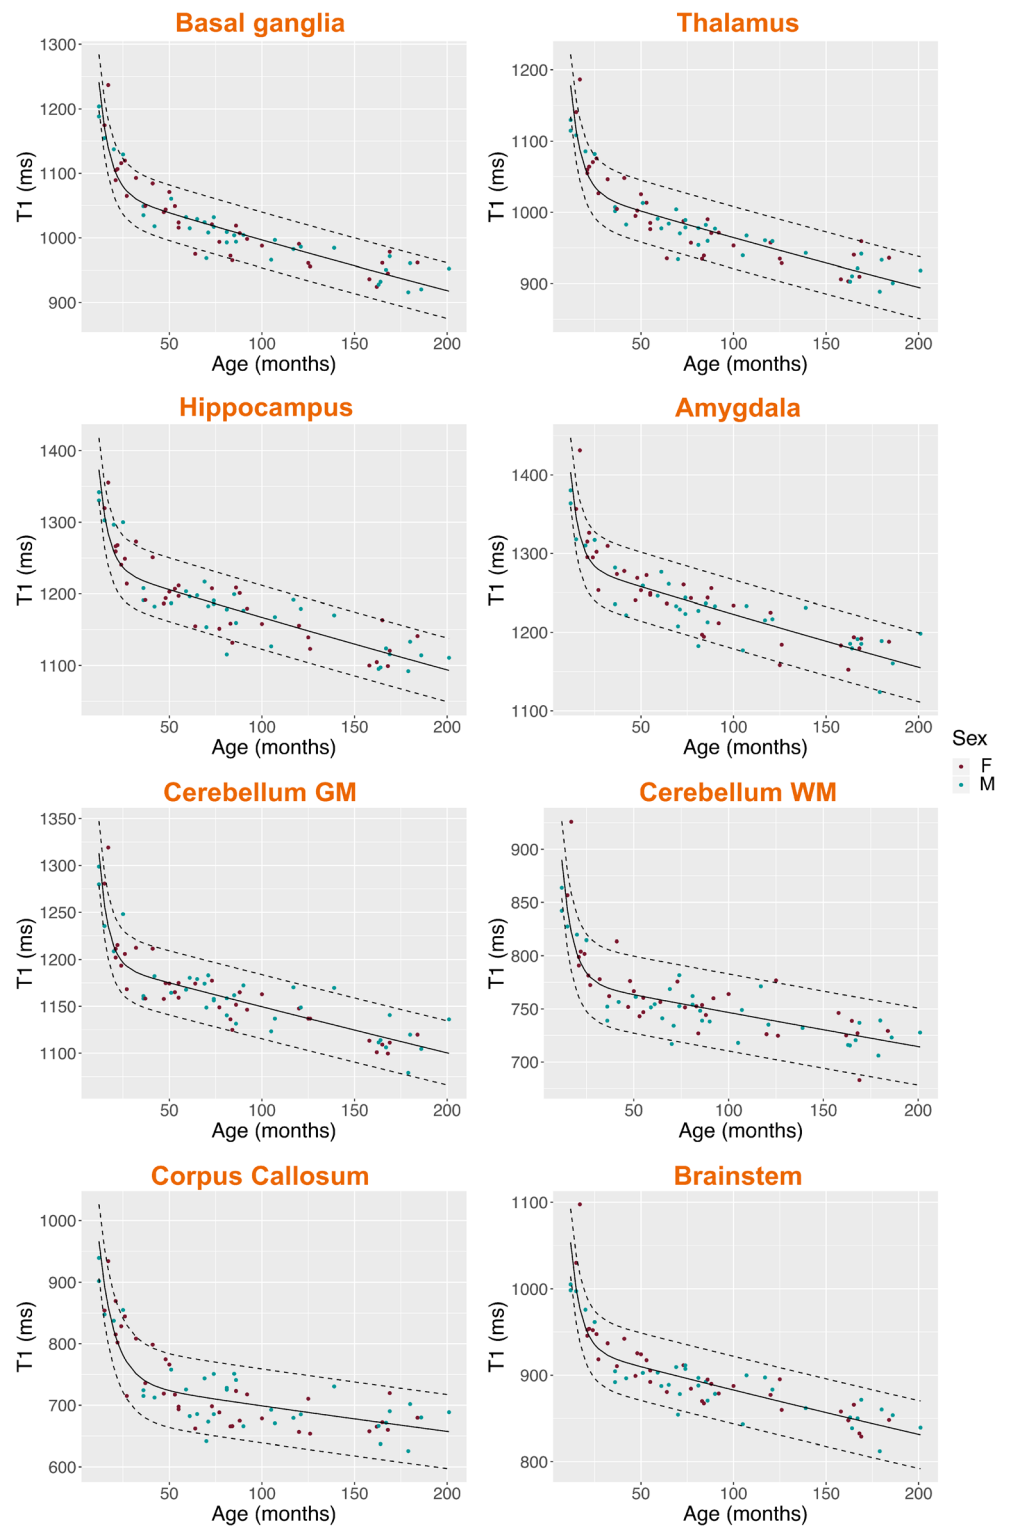 Basal ganglia
T1 (ms)
1300
1200
1100
1000
900
50 100 150 200
Age (months)
Thalamus
T1 (ms)
1200
1100
1000
900
50 100 150 200
Age (months)
Hippocampus
T1 (ms)
1400
1300
1200
1100
50 100 150 200
Age (months)
Amygdala
T1 (ms)
1400
1300
1200
1100
50 100 150 200
Age (months)
Sex
F
M
Cerebellum GM
T1 (ms)
1350
1300
1250
1200
1150
1100
50 100 150 200
Age (months)
Cerebellum WM
T1 (ms)
900
850
800
750
700
50 100 150 200
Age (months)
Corpus Callosum
T1 (ms)
1000
900
800
700
600
50 100 150 200
Age (months)
Brainstem
T1 (ms)
1100
1000
900
800
50 100 150 200
Age (months)